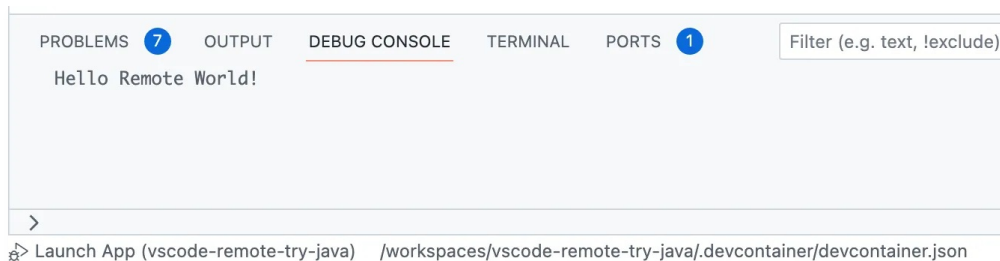 PROBLEMS 7 OUTPUT DEBUG CONSOLE TERMINAL PORTS 1 Filter (e.g. text, !exclude)
Hello Remote World!
Launch App (vscode-remote-try-java) /workspaces/vscode-remote-try-java/.devcontainer/devcontainer.json